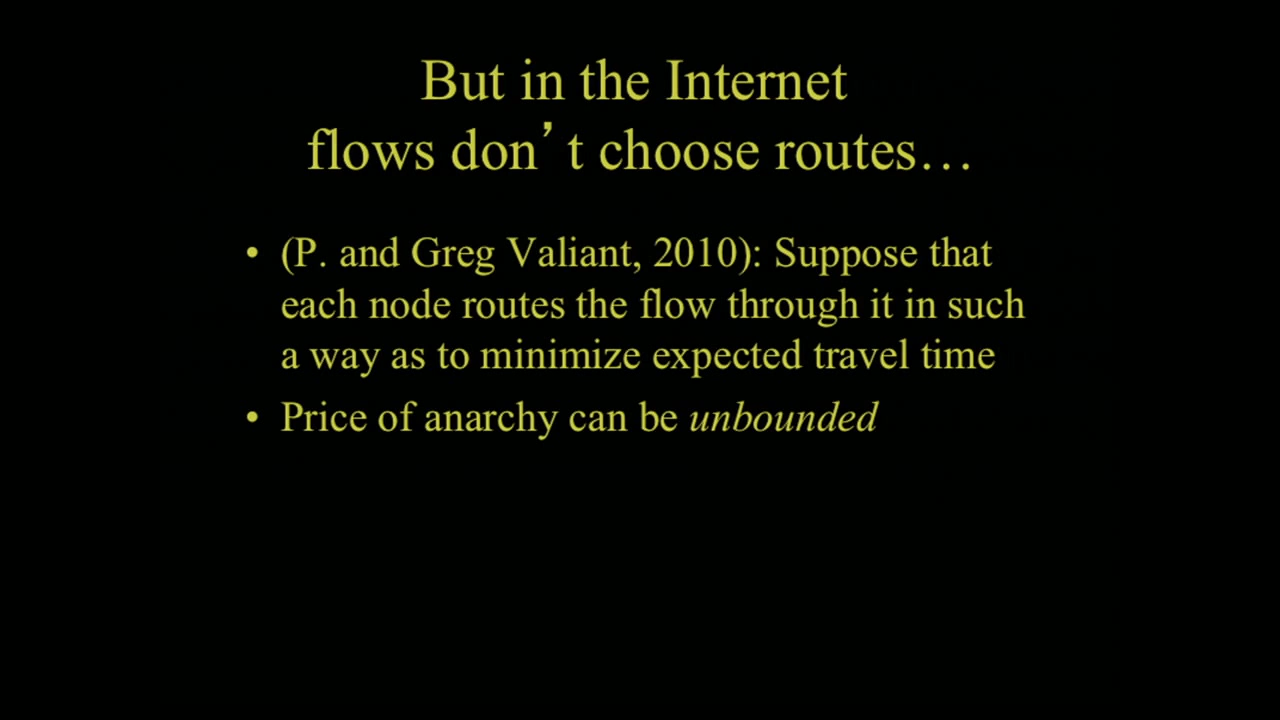 But in the Internet
flows don’t choose routes…
• (P. and Greg Valiant, 2010): Suppose that
each node routes the flow through it in such
a way as to minimize expected travel time
• Price of anarchy can be unbounded